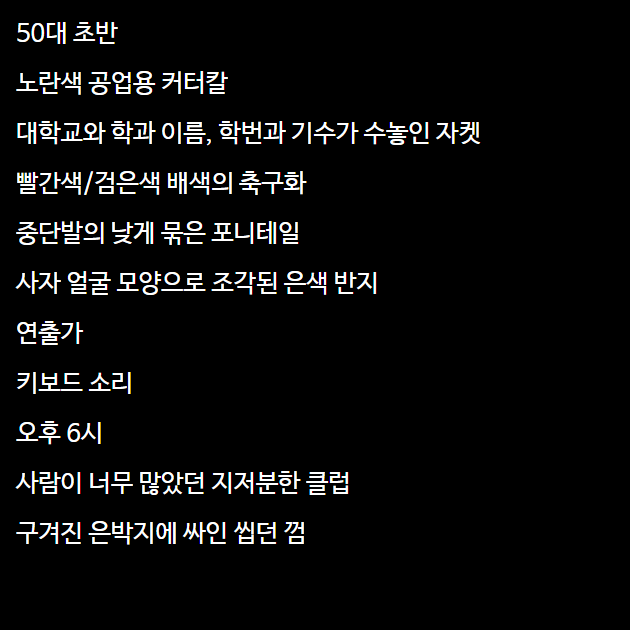 50대 초반
노란색 공업용 커터칼
대학교와 학과 이름, 학번과 기수가 수놓인 자켓
빨간색/검은색 배색의 축구화
중단발의 낮게 묶은 포니테일
사자 얼굴 모양으로 조각된 은색 반지
연출가
키보드 소리
오후 6시
사람이 너무 많았던 지저분한 클럽
구겨진 은박지에 싸인 씹던 껌